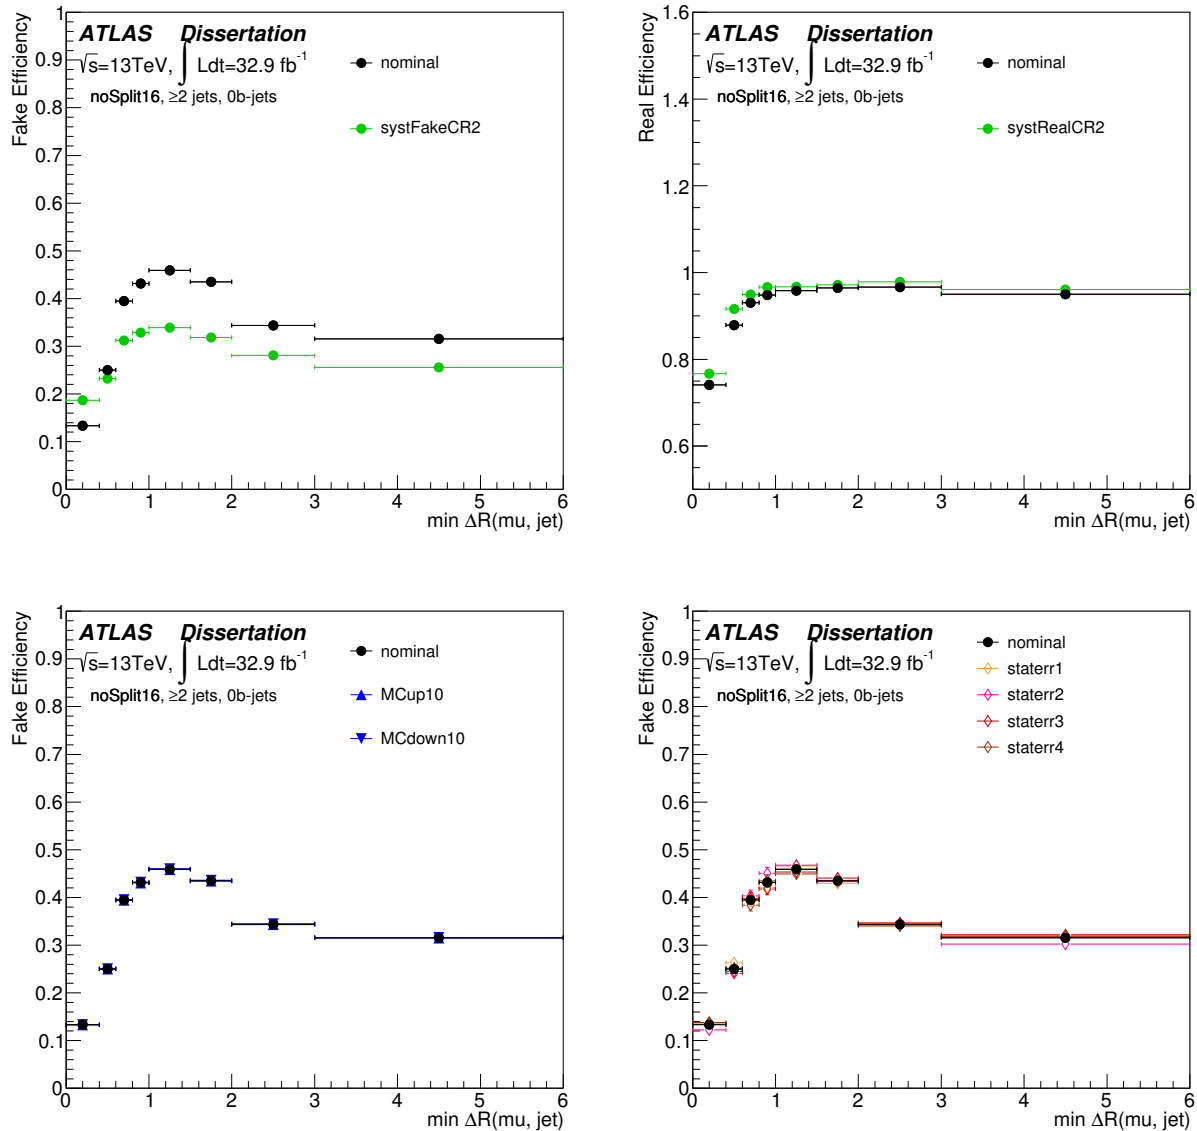 Fake Efficiency
1
0.9
0.8
0.7
0.6
0.5
0.4
0.3
0.2
0.1
0
ATLAS Dissertation
√s=13TeV, ∫ Ldt=32.9 fb⁻¹
noSplit16, ≥2 jets, 0b-jets
nominal
systFakeCR2
0 1 2 3 4 5 6
min ΔR(mu, jet)
Real Efficiency
1.6
1.4
1.2
1
0.8
0.6
ATLAS Dissertation
√s=13TeV, ∫ Ldt=32.9 fb⁻¹
noSplit16, ≥2 jets, 0b-jets
nominal
systRealCR2
0 1 2 3 4 5 6
min ΔR(mu, jet)
Fake Efficiency
1
0.9
0.8
0.7
0.6
0.5
0.4
0.3
0.2
0.1
0
ATLAS Dissertation
√s=13TeV, ∫ Ldt=32.9 fb⁻¹
noSplit16, ≥2 jets, 0b-jets
nominal
MCup10
MCdown10
0 1 2 3 4 5 6
min ΔR(mu, jet)
Fake Efficiency
1
0.9
0.8
0.7
0.6
0.5
0.4
0.3
0.2
0.1
0
ATLAS Dissertation
√s=13TeV, ∫ Ldt=32.9 fb⁻¹
noSplit16, ≥2 jets, 0b-jets
nominal
staterr1
staterr2
staterr3
staterr4
0 1 2 3 4 5 6
min ΔR(mu, jet)